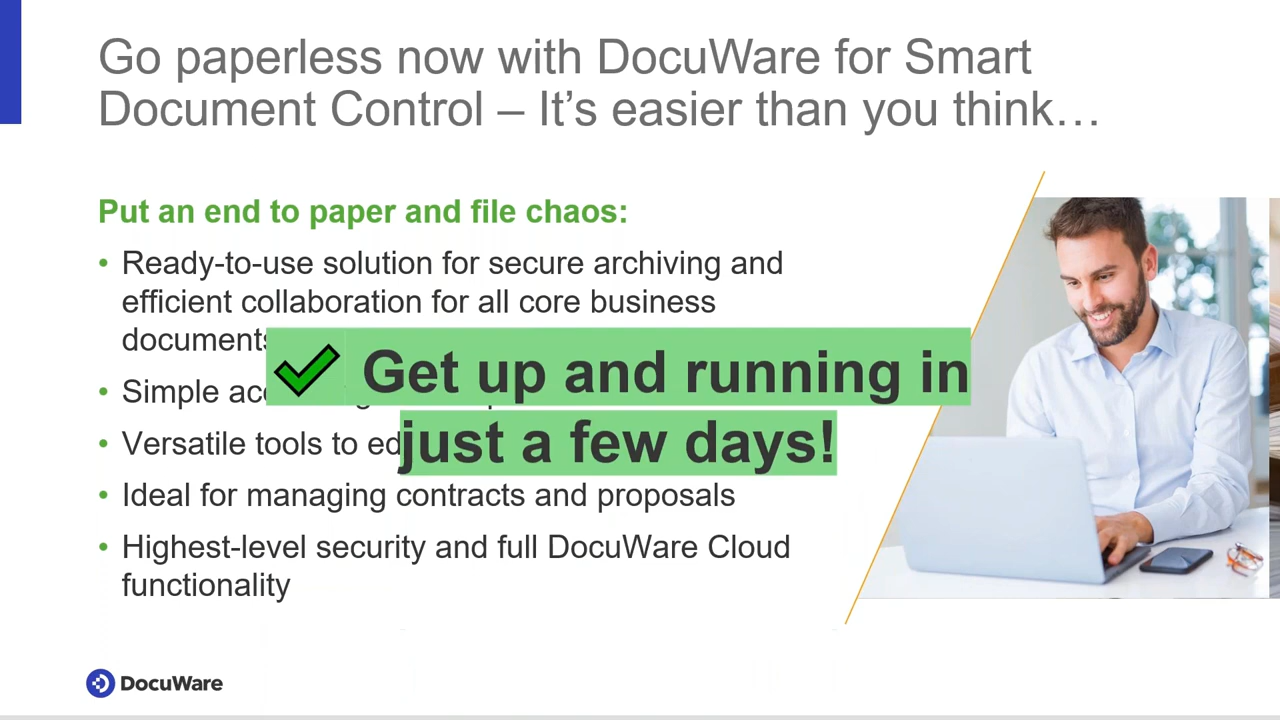 Go paperless now with DocuWare for Smart
Document Control – It’s easier than you think…
Put an end to paper and file chaos:
• Ready-to-use solution for secure archiving and
efficient collaboration for all core business
documents
✔ Get up and running in
just a few days!
• Simple
• Versatile tools to
• Ideal for managing contracts and proposals
• Highest-level security and full DocuWare Cloud
functionality
DocuWare